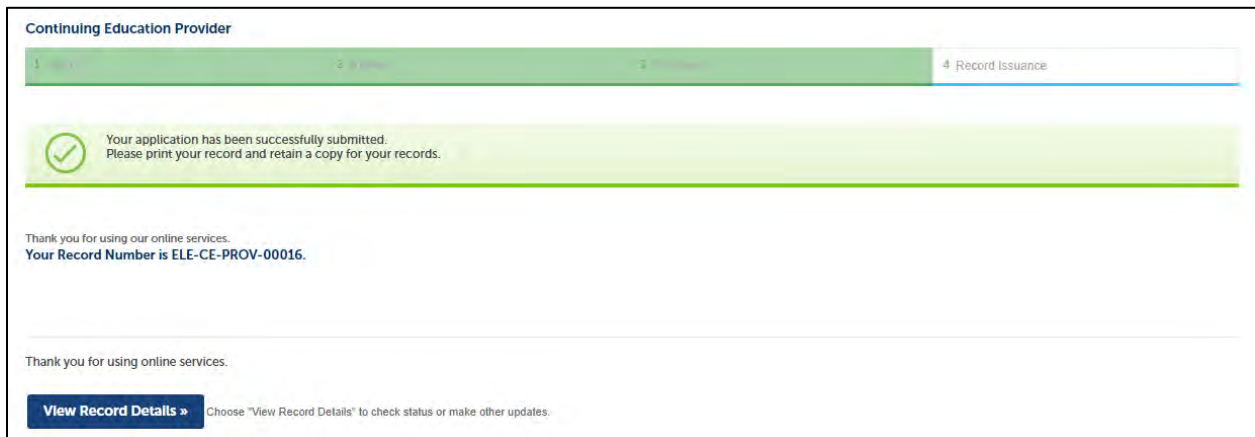 Continuing Education Provider
1
2
3
4 Record Issuance
Your application has been successfully submitted.
Please print your record and retain a copy for your records.
Thank you for using our online services.
Your Record Number is ELE-CE-PROV-00016.
Thank you for using online services.
View Record Details » Choose "View Record Details" to check status or make other updates.